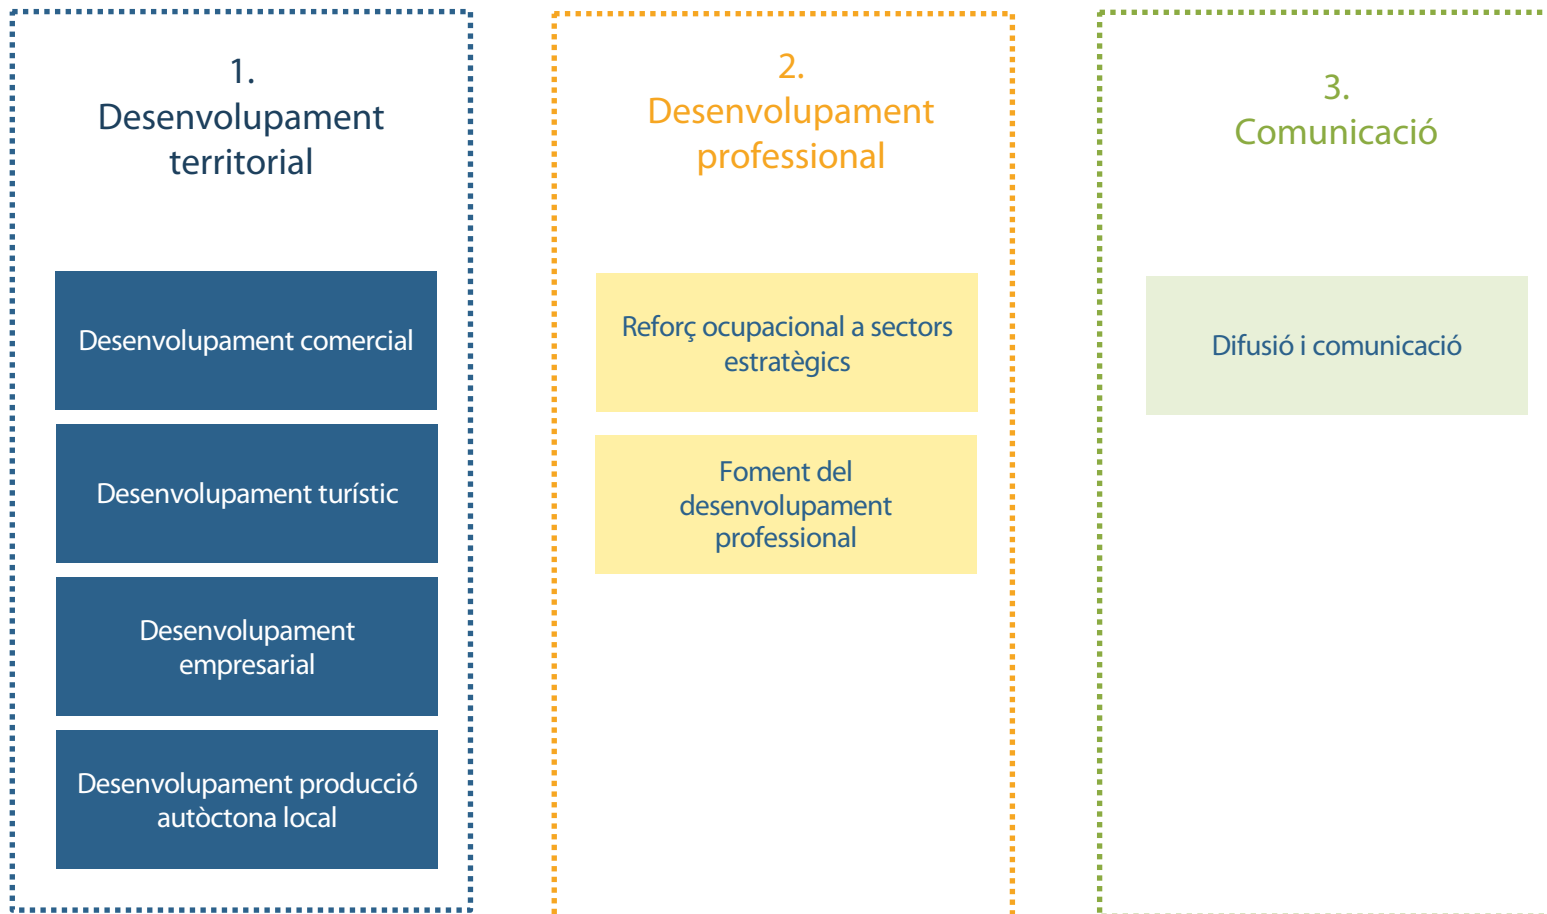 1.
Desenvolupament
territorial
Desenvolupament comercial
Desenvolupament turístic
Desenvolupament
empresarial
Desenvolupament producció
autòctona local
2.
Desenvolupament
professional
Reforç ocupacional a sectors
estratègics
Foment del
desenvolupament
professional
3.
Comunicació
Difusió i comunicació